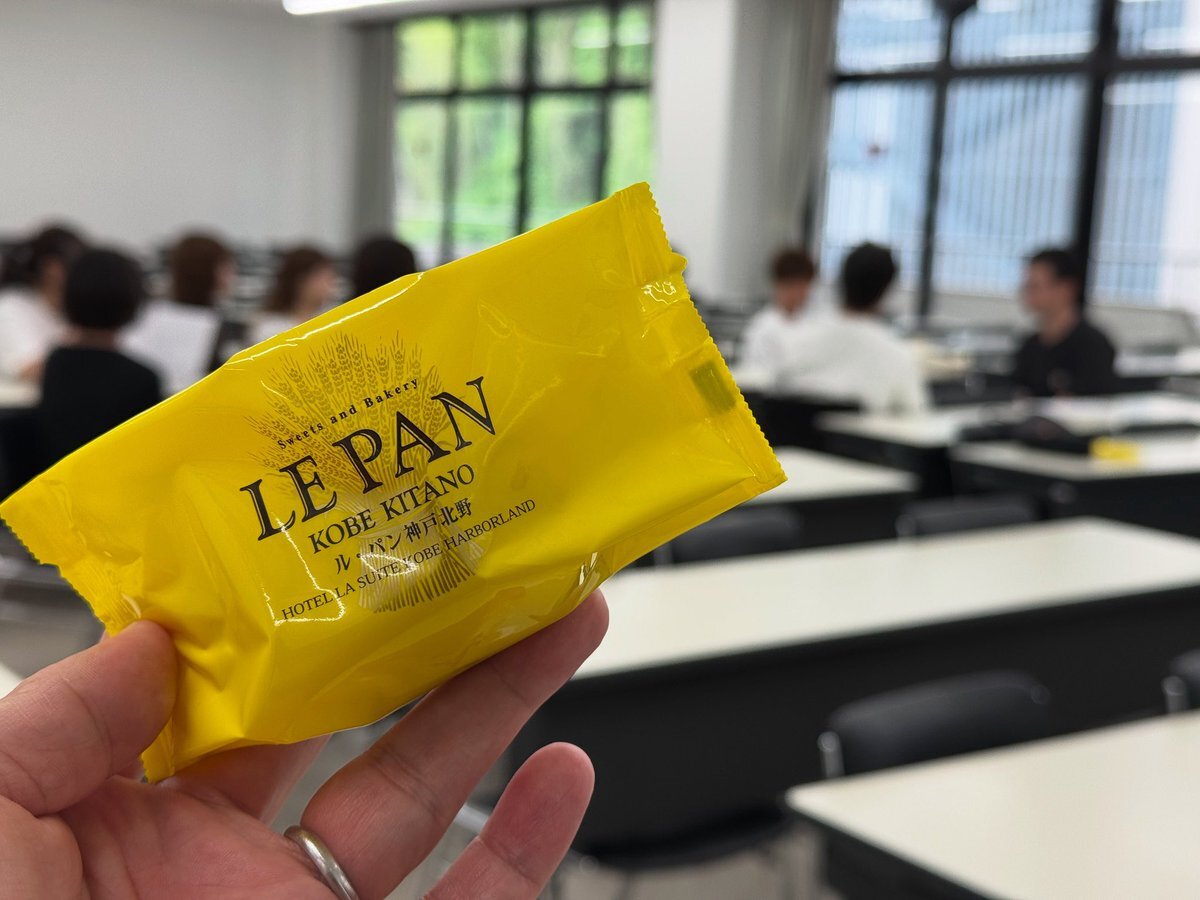 Sweets and Bakery
LE PAN
KOBE KITANO
ル・パン神戸北野
HOTEL LA SUITE KOBE HARBORLAND